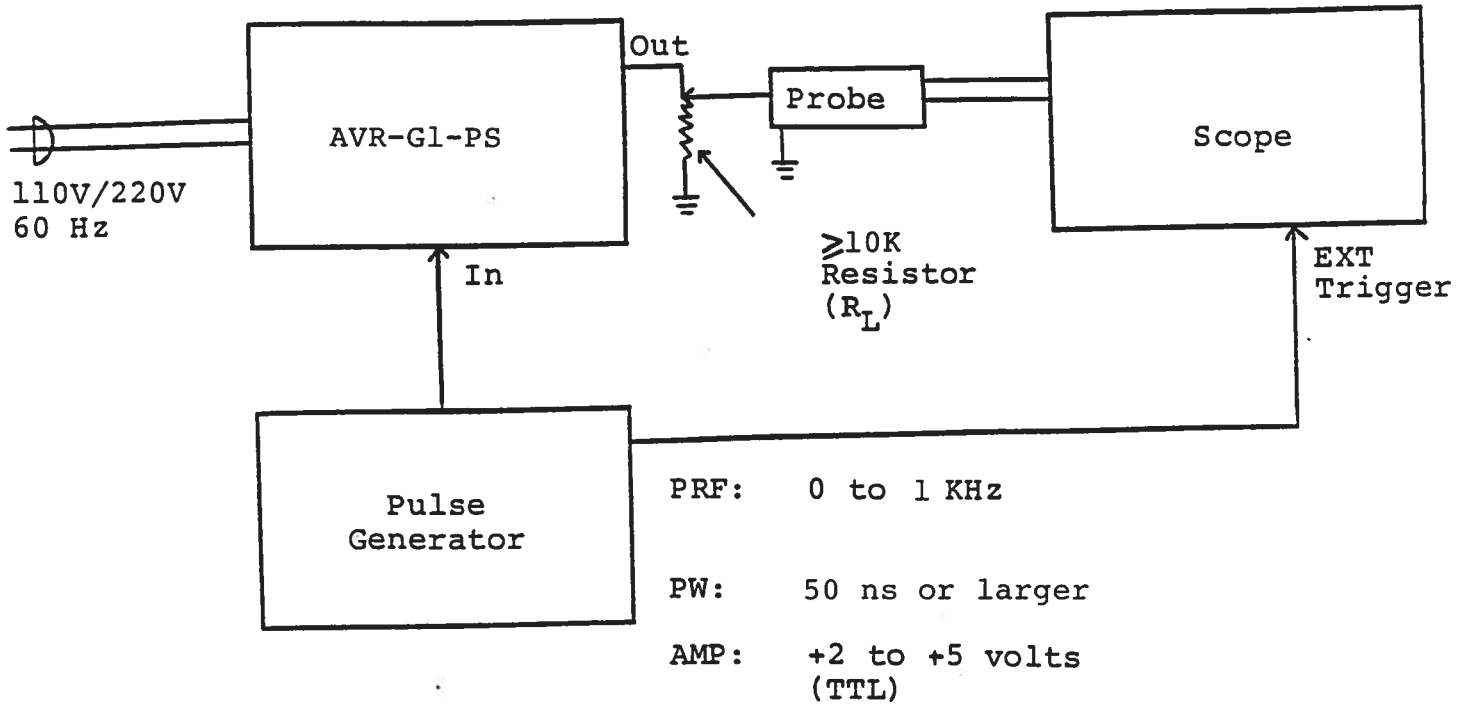 Out
Probe
AVR-G1-PS
Scope
110V/220V
60 Hz
≥10K
Resistor
(RL)
In
EXT
Trigger
Pulse
Generator
PRF: 0 to 1 KHz
PW: 50 ns or larger
AMP: +2 to +5 volts
(TTL)